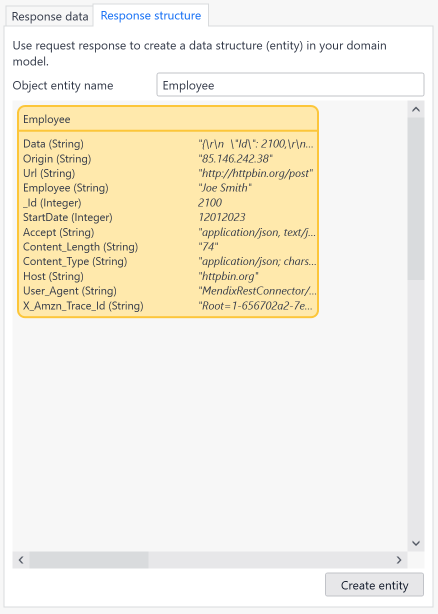 Response data
Response structure
Use request response to create a data structure (entity) in your domain
model.
Object entity name
Employee
Employee
Data (String) "{\r\n \"Id\": 2100,\r\n...
Origin (String) "85.146.242.38"
Url (String) "http://httpbin.org/post"
Employee (String) "Joe Smith"
_Id (Integer) 2100
StartDate (Integer) 12012023
Accept (String) "application/json, text/j...
Content_Length (String) "74"
Content_Type (String) "application/json; chars...
Host (String) "httpbin.org"
User_Agent (String) "MendixRestConnector/...
X_Amzn_Trace_Id (String) "Root=1-656702a2-7e...
Create entity